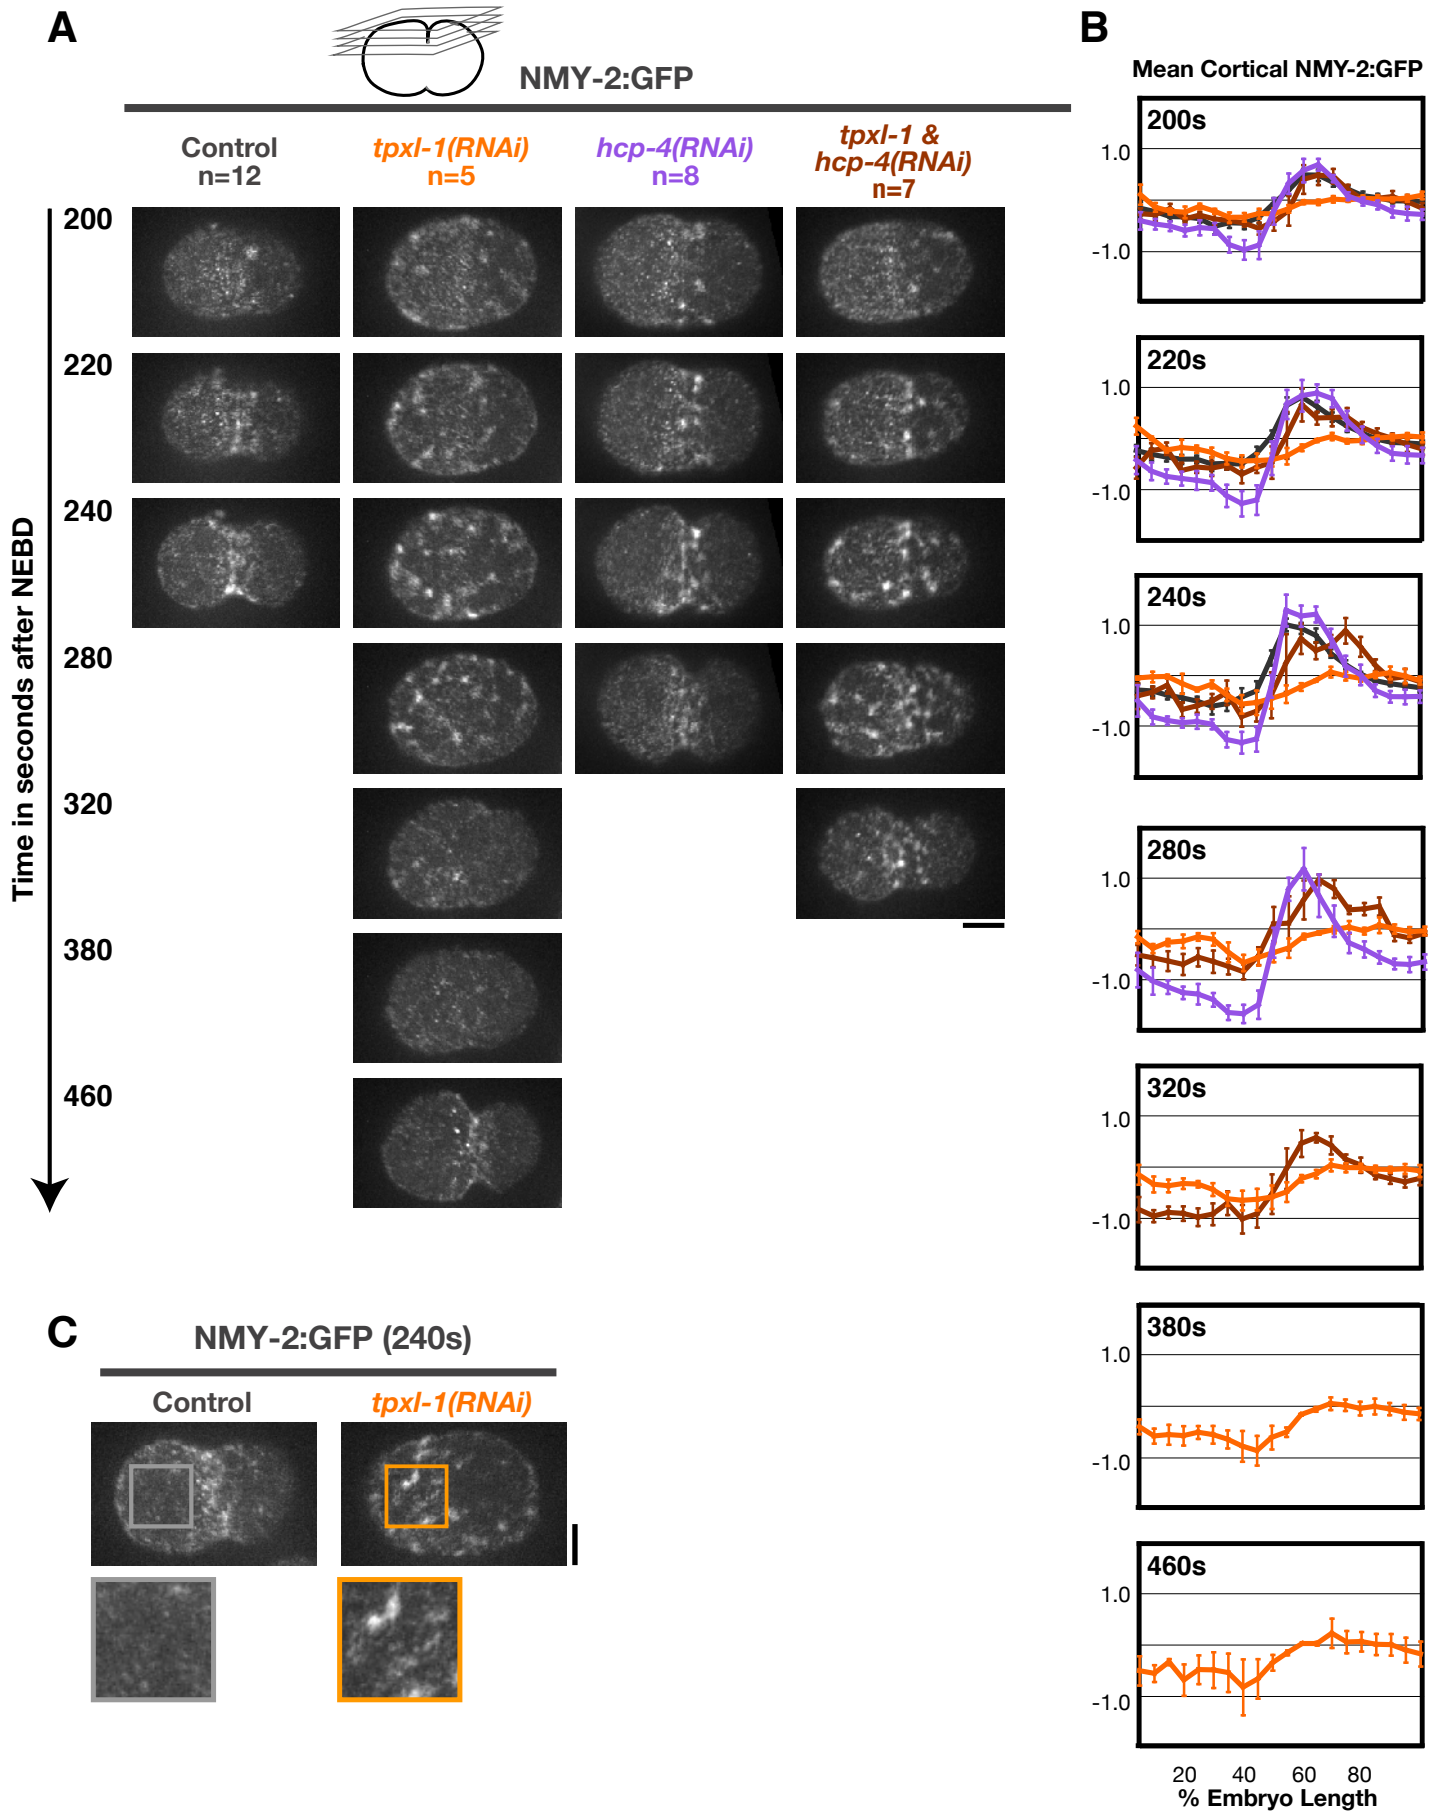 A
NMY-2:GFP
Control
n=12
tpxl-1(RNAi)
n=5
hcp-4(RNAi)
n=8
tpxl-1 &
hcp-4(RNAi)
n=7
Time in seconds after NEBD
200
220
240
280
320
380
460
B
Mean Cortical NMY-2:GFP
200s
1.0
-1.0
220s
1.0
-1.0
240s
1.0
-1.0
280s
1.0
-1.0
320s
1.0
-1.0
380s
1.0
-1.0
460s
1.0
-1.0
20 40 60 80
% Embryo Length
C
NMY-2:GFP (240s)
Control
tpxl-1(RNAi)